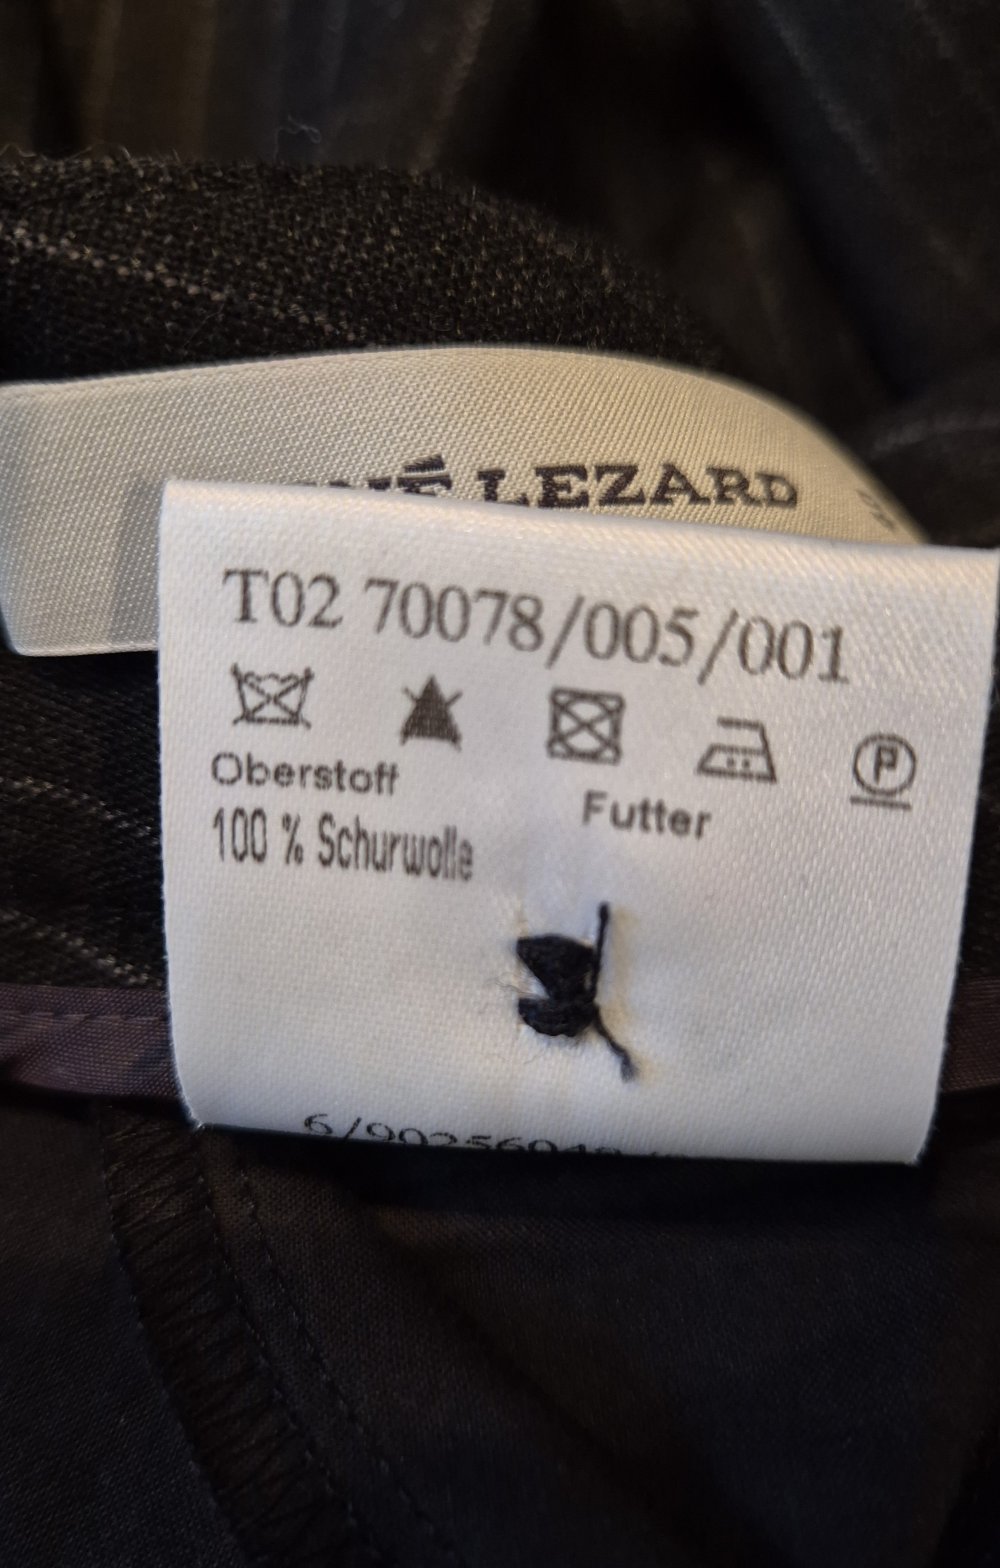 LEZARD
T02 70078/005/001
P
Oberstoff
Futter
100 % Schurwolle